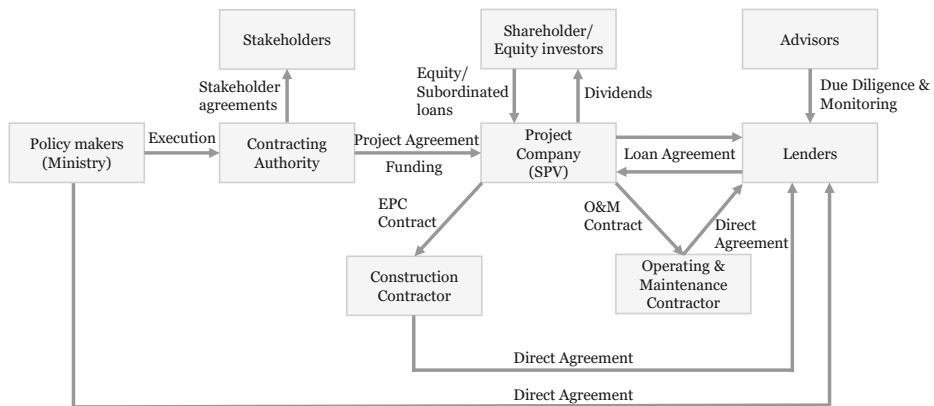 Stakeholders
Shareholder/
Equity investors
Advisors
Stakeholder
agreements
Equity/
Subordinated
loans
Dividends
Due Diligence &
Monitoring
Policy makers
(Ministry)
Execution
Contracting
Authority
Project Agreement
Funding
Project
Company
(SPV)
Loan Agreement
Lenders
EPC
Contract
O&M
Contract
Direct
Agreement
Construction
Contractor
Operating &
Maintenance
Contractor
Direct Agreement
Direct Agreement